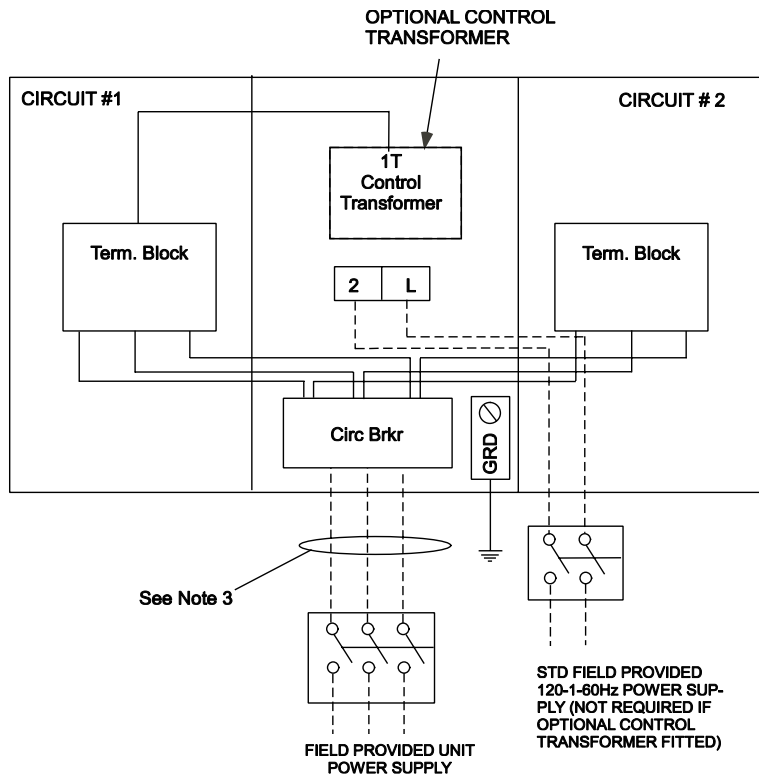 OPTIONAL CONTROL
TRANSFORMER
CIRCUIT #1
CIRCUIT # 2
1T
Control
Transformer
Term. Block
Term. Block
2
L
Circ Brkr
GRD
See Note 3
STD FIELD PROVIDED
120-1-60Hz POWER SUP-
PLY (NOT REQUIRED IF
OPTIONAL CONTROL
TRANSFORMER FITTED)
FIELD PROVIDED UNIT
POWER SUPPLY